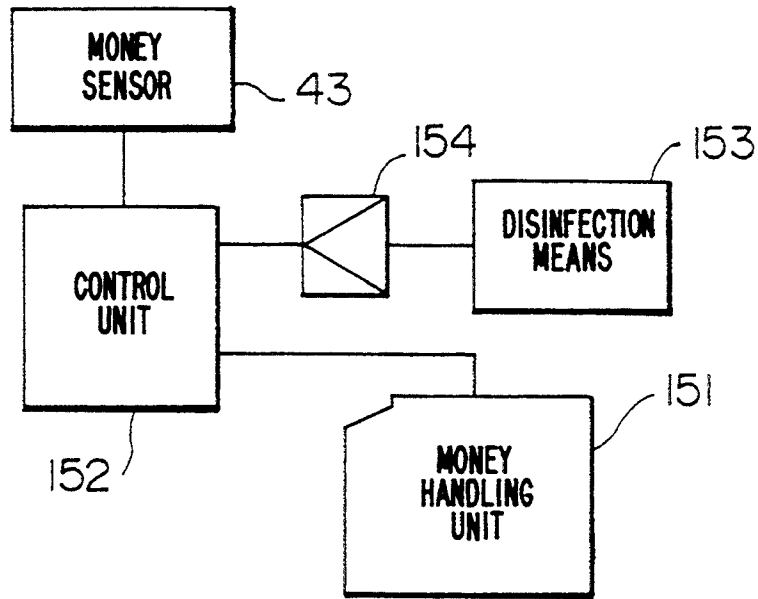 MONEY
SENSOR
43
154
153
DISINFECTION
MEANS
CONTROL
UNIT
151
152
MONEY
HANDLING
UNIT